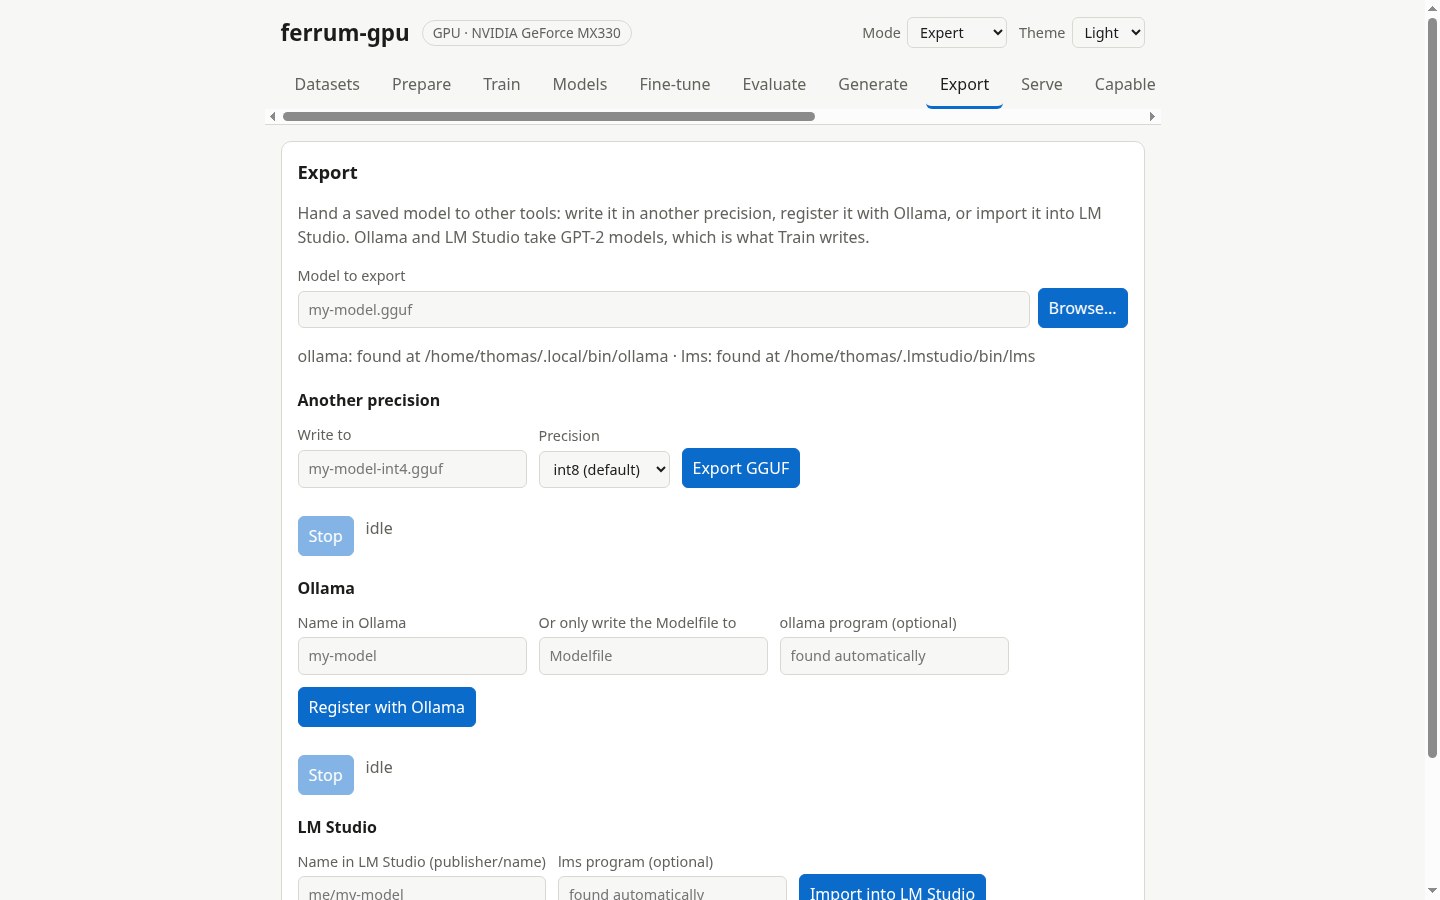 ferrum-gpu
GPU · NVIDIA GeForce MX330
Mode
Expert
Theme
Light
Datasets
Prepare
Train
Models
Fine-tune
Evaluate
Generate
Export
Serve
Capable
Export
Hand a saved model to other tools: write it in another precision, register it with Ollama, or import it into LM
Studio. Ollama and LM Studio take GPT-2 models, which is what Train writes.
Model to export
my-model.gguf
Browse...
ollama: found at /home/thomas/.local/bin/ollama · lms: found at /home/thomas/.lmstudio/bin/lms
Another precision
Write to
Precision
my-model-int4.gguf
int8 (default)
Export GGUF
Stop
idle
Ollama
Name in Ollama
Or only write the Modelfile to
ollama program (optional)
my-model
Modelfile
found automatically
Register with Ollama
Stop
idle
LM Studio
Name in LM Studio (publisher/name)
lms program (optional)
me/my-model
found automatically
Import into LM Studio